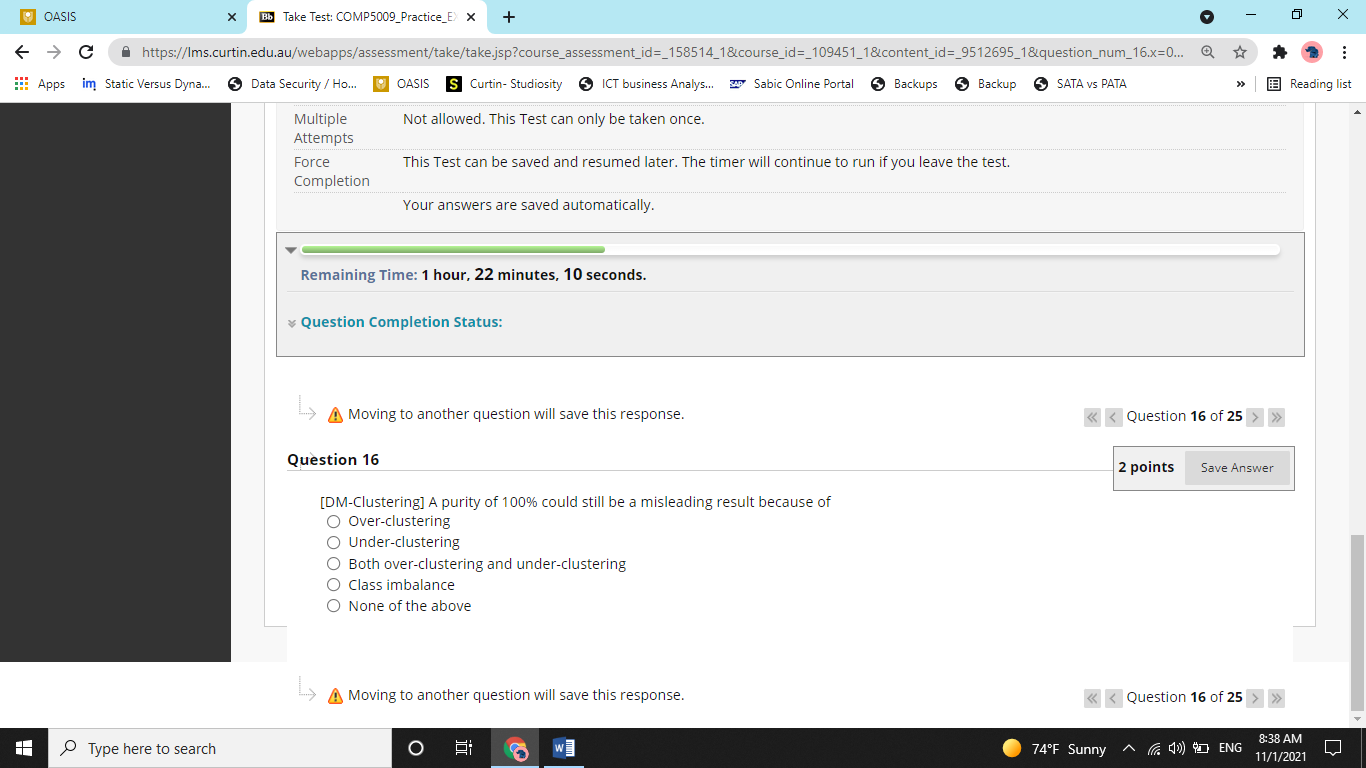 OASIS
Take Test: COMP5009_Practice_E
https://lms.curtin.edu.au/webapps/assessment/take/take.jsp?course_assessment_id=_158514_1&course_id=_109451_1&content_id=_9512695_1&question_num_16.x=0...
Apps
Static Versus Dyna...
Data Security / Ho...
OASIS
Curtin- Studiosity
ICT business Analys...
Sabic Online Portal
Backups
Backup
SATA vs PATA
»
Reading list
Multiple Attempts
Not allowed. This Test can only be taken once.
Force Completion
This Test can be saved and resumed later. The timer will continue to run if you leave the test.
Your answers are saved automatically.
Remaining Time: 1 hour, 22 minutes, 10 seconds.
Question Completion Status:
Moving to another question will save this response.
Question 16 of 25
Question 16
2 points
Save Answer
[DM-Clustering] A purity of 100% could still be a misleading result because of
Over-clustering
Under-clustering
Both over-clustering and under-clustering
Class imbalance
None of the above
Moving to another question will save this response.
Question 16 of 25
Type here to search
74°F Sunny
ENG
8:38 AM
11/1/2021